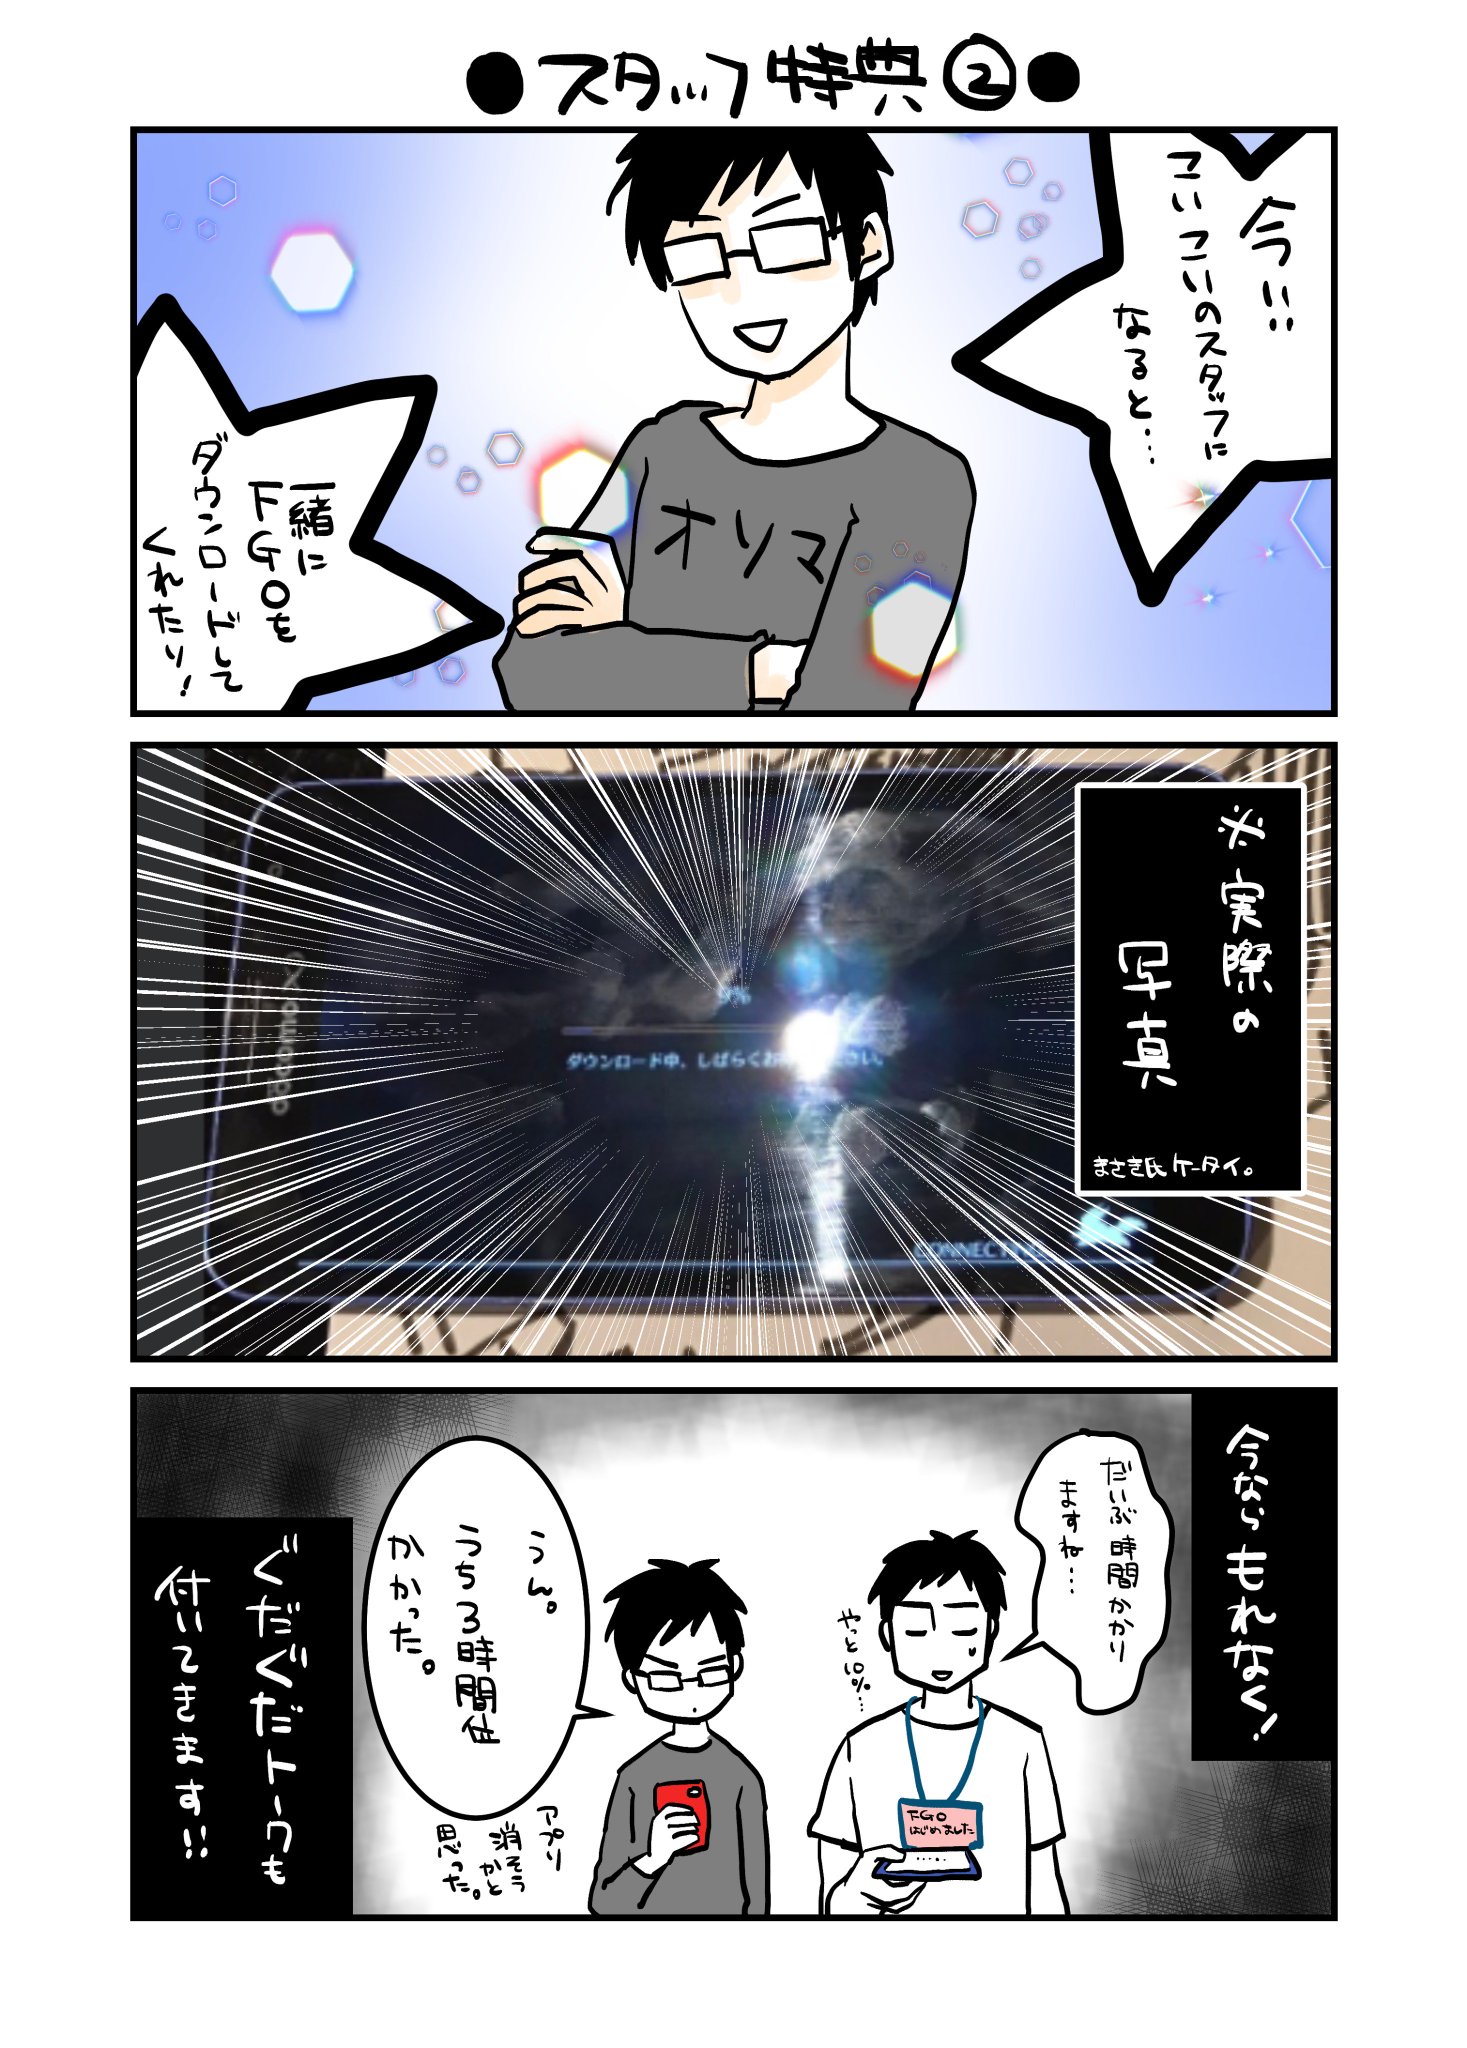 ●スタッフ特典②●
今!!
こいこいのスタッフに
なると…
一緒に
FGOを
ダウンロードして
くれたり!
※実際の
写真
まさき氏ケータイ。
ダウンロード中、しばらくお
さい。
CONNECTING
docomo
今ならもれなく!
だいぶ時間かかり
ますね…
やっと10%…
FGO
はじめました
うん。
うち3時間位
かかった。
アプリ
消そう
かと
思った。
ぐだぐだトークも
付いてきます!!